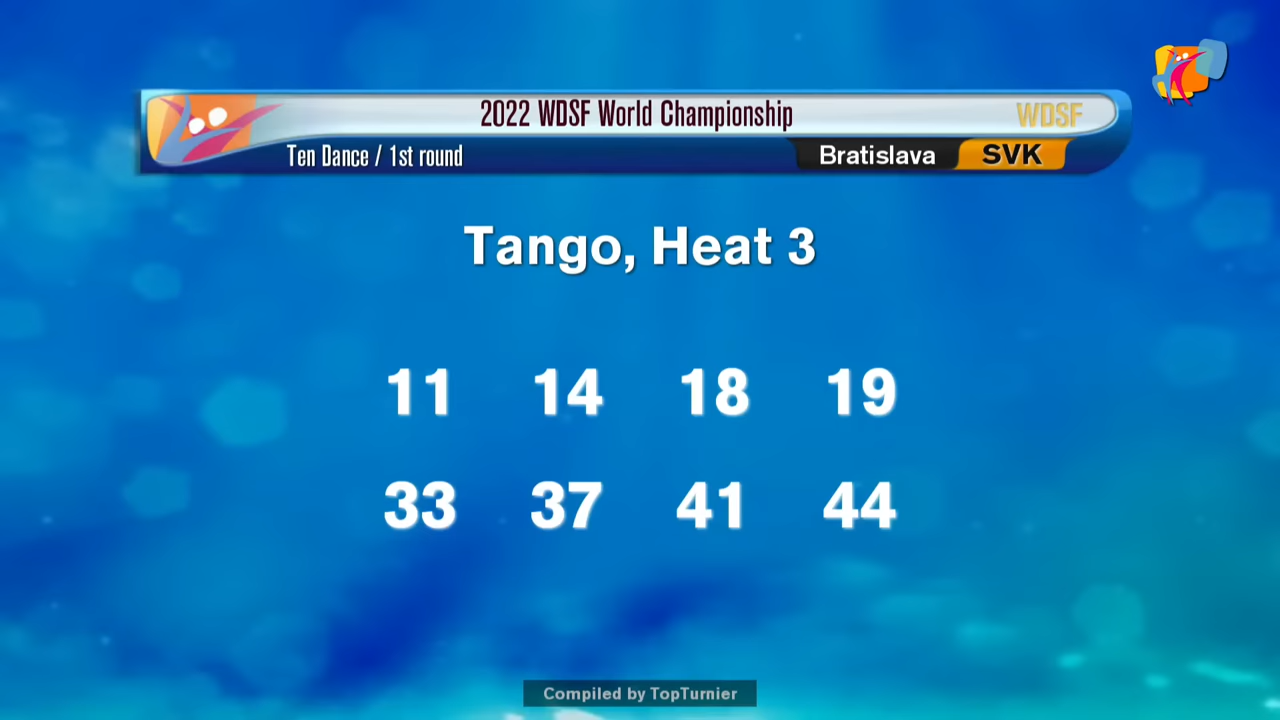 2022 WDSF World Championship WDSF
Ten Dance / 1st round Bratislava SVK
Tango, Heat 3
11 14 18 19
33 37 41 44
Compiled by TopTurnier